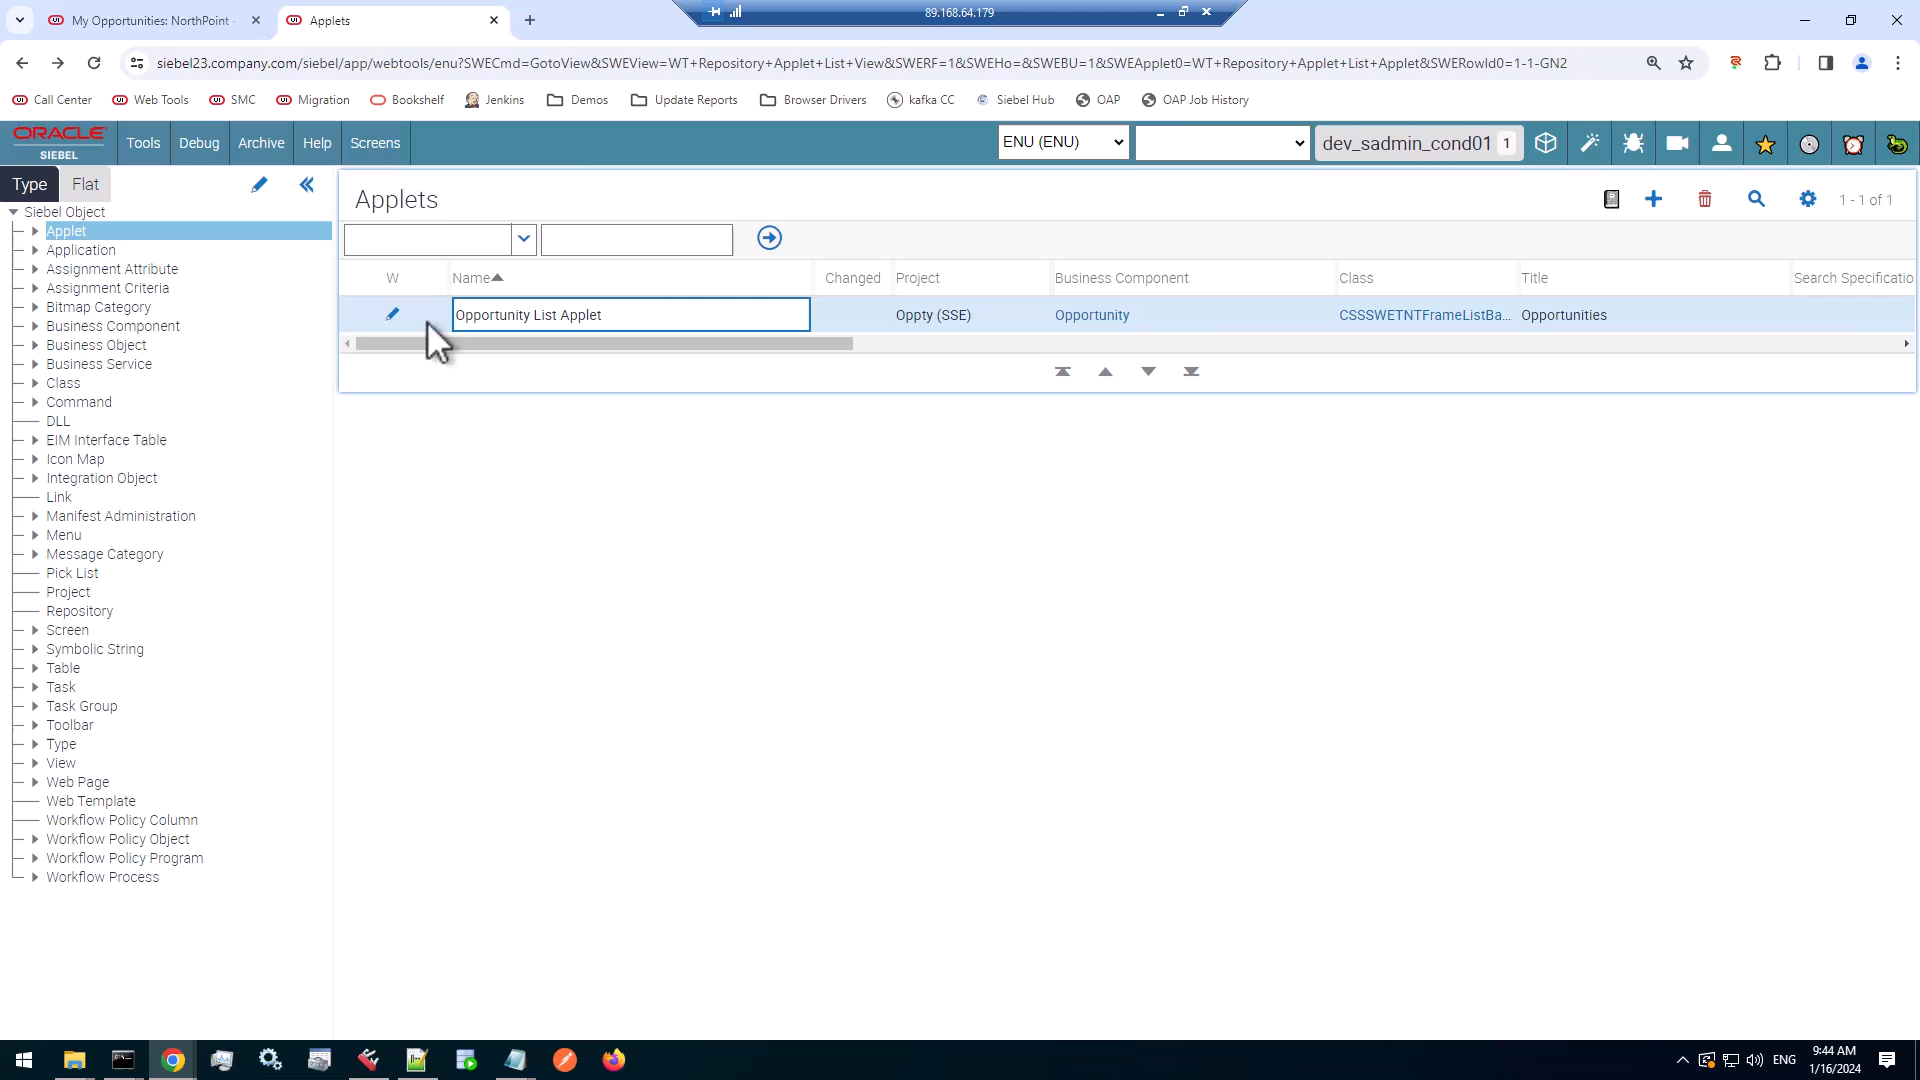 My Opportunities: NorthPoint
Applets
89.168.64.179
siebel23.company.com/siebel/app/webtools/enu?SWECmd=GotoView&SWEView=WT+Repository+Applet+List+View&SWERF=1&SWEHo=&SWEBU=1&SWEApplet0=WT+Repository+Applet+List+Applet&SWERowId0=1-1-GN2
Call Center
Web Tools
SMC
Migration
Bookshelf
Jenkins
Demos
Update Reports
Browser Drivers
kafka CC
Siebel Hub
OAP
OAP Job History
ORACLE
SIEBEL
Tools
Debug
Archive
Help
Screens
ENU (ENU)
dev_sadmin_cond01 1
Type
Flat
Siebel Object
Applet
Application
Assignment Attribute
Assignment Criteria
Bitmap Category
Business Component
Business Object
Business Service
Class
Command
DLL
EIM Interface Table
Icon Map
Integration Object
Link
Manifest Administration
Menu
Message Category
Pick List
Project
Repository
Screen
Symbolic String
Table
Task
Task Group
Toolbar
Type
View
Web Page
Web Template
Workflow Policy Column
Workflow Policy Object
Workflow Policy Program
Workflow Process
Applets
1 - 1 of 1
W
Name
Changed
Project
Business Component
Class
Title
Search Specificatio
Opportunity List Applet
Oppty (SSE)
Opportunity
CSSSWETNTFrameListBa...
Opportunities
ENG
9:44 AM
1/16/2024